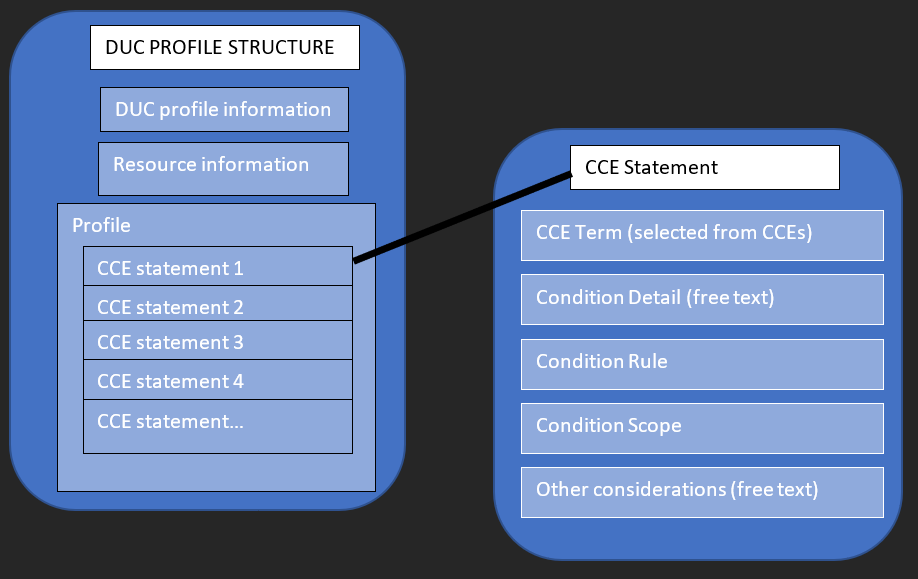 DUC PROFILE STRUCTURE
DUC profile information
Resource information
Profile
CCE statement 1
CCE statement 2
CCE statement 3
CCE statement 4
CCE statement...
CCE Statement
CCE Term (selected from CCEs)
Condition Detail (free text)
Condition Rule
Condition Scope
Other considerations (free text)